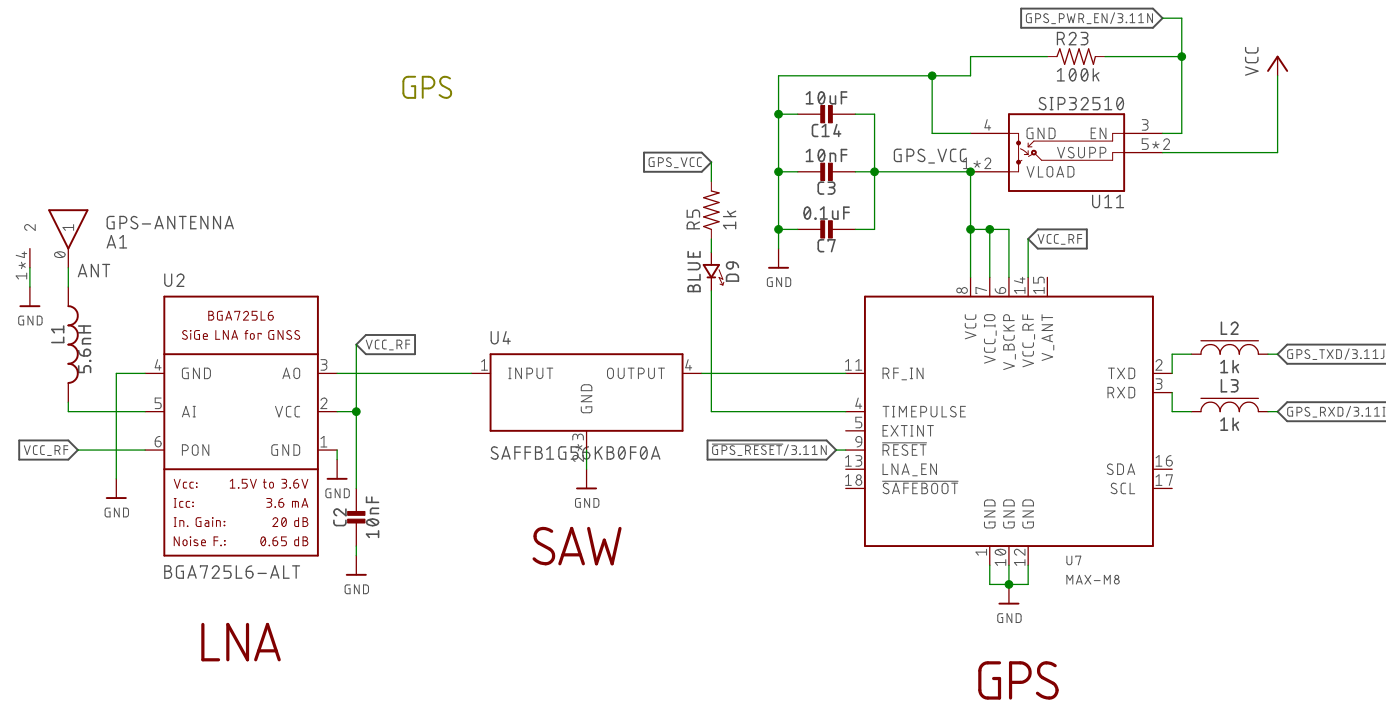 GPS_PWR_EN/3.11N
R23
100k
VCC
GPS
SIP32510
10uF
C14
4
GND
EN
3
10nF
C3
GPS_VCC
1*2
VSUPP
5*2
VLOAD
U11
GPS_VCC
R5
1k
0.1uF
C7
GND
VCC_RF
BLUE
D9
2
1
GPS-ANTENNA
A1
0
ANT
1*4
GND
L1
5.6nH
U2
BGA725L6
SiGe LNA for GNSS
4
GND
AO
3
5
AI
VCC
2
VCC_RF
6
PON
GND
1
GND
GND
Vcc: 1.5V to 3.6V
Icc: 3.6 mA
In. Gain: 20 dB
Noise F.: 0.65 dB
BGA725L6-ALT
LNA
VCC_RF
C2
10nF
GND
U4
1
INPUT
OUTPUT
4
GND
2*3
SAFFB1G56KB0F0A
GND
SAW
8
7
6
14
15
VCC
VCC_IO
V_BCKP
VCC_RF
V_ANT
11
RF_IN
4
TIMEPULSE
5
EXTINT
GPS_RESET/3.11N
9
RESET
13
LNA_EN
18
SAFEBOOT
TXD
2
RXD
3
L2
1k
GPS_TXD/3.11J
L3
1k
GPS_RXD/3.11I
SDA
16
SCL
17
GND
GND
GND
1
10
12
U7
MAX-M8
GND
GPS